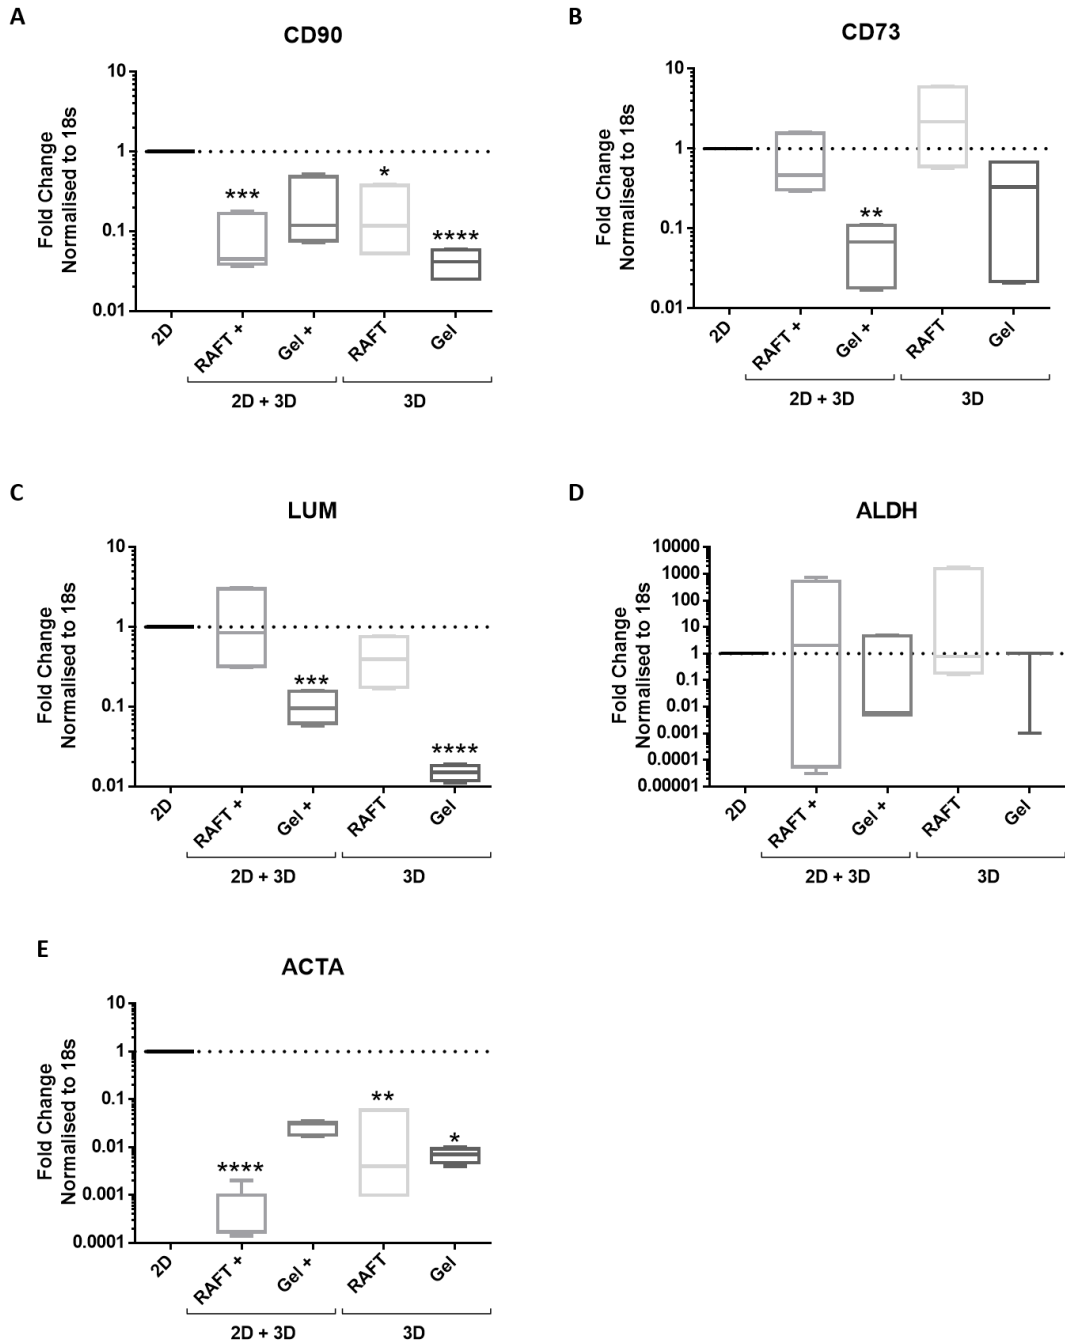 A
CD90
Fold Change
Normalised to 18s
10
1
0.1
0.01
***
*
****
2D
RAFT +
Gel +
RAFT
Gel
2D + 3D
3D
B
CD73
Fold Change
Normalised to 18s
10
1
0.1
0.01
**
2D
RAFT +
Gel +
RAFT
Gel
2D + 3D
3D
C
LUM
Fold Change
Normalised to 18s
10
1
0.1
0.01
***
****
2D
RAFT +
Gel +
RAFT
Gel
2D + 3D
3D
D
ALDH
Fold Change
Normalised to 18s
10000
1000
100
10
1
0.1
0.01
0.001
0.0001
0.00001
2D
RAFT +
Gel +
RAFT
Gel
2D + 3D
3D
E
ACTA
Fold Change
Normalised to 18s
10
1
0.1
0.01
0.001
0.0001
****
**
*
2D
RAFT +
Gel +
RAFT
Gel
2D + 3D
3D